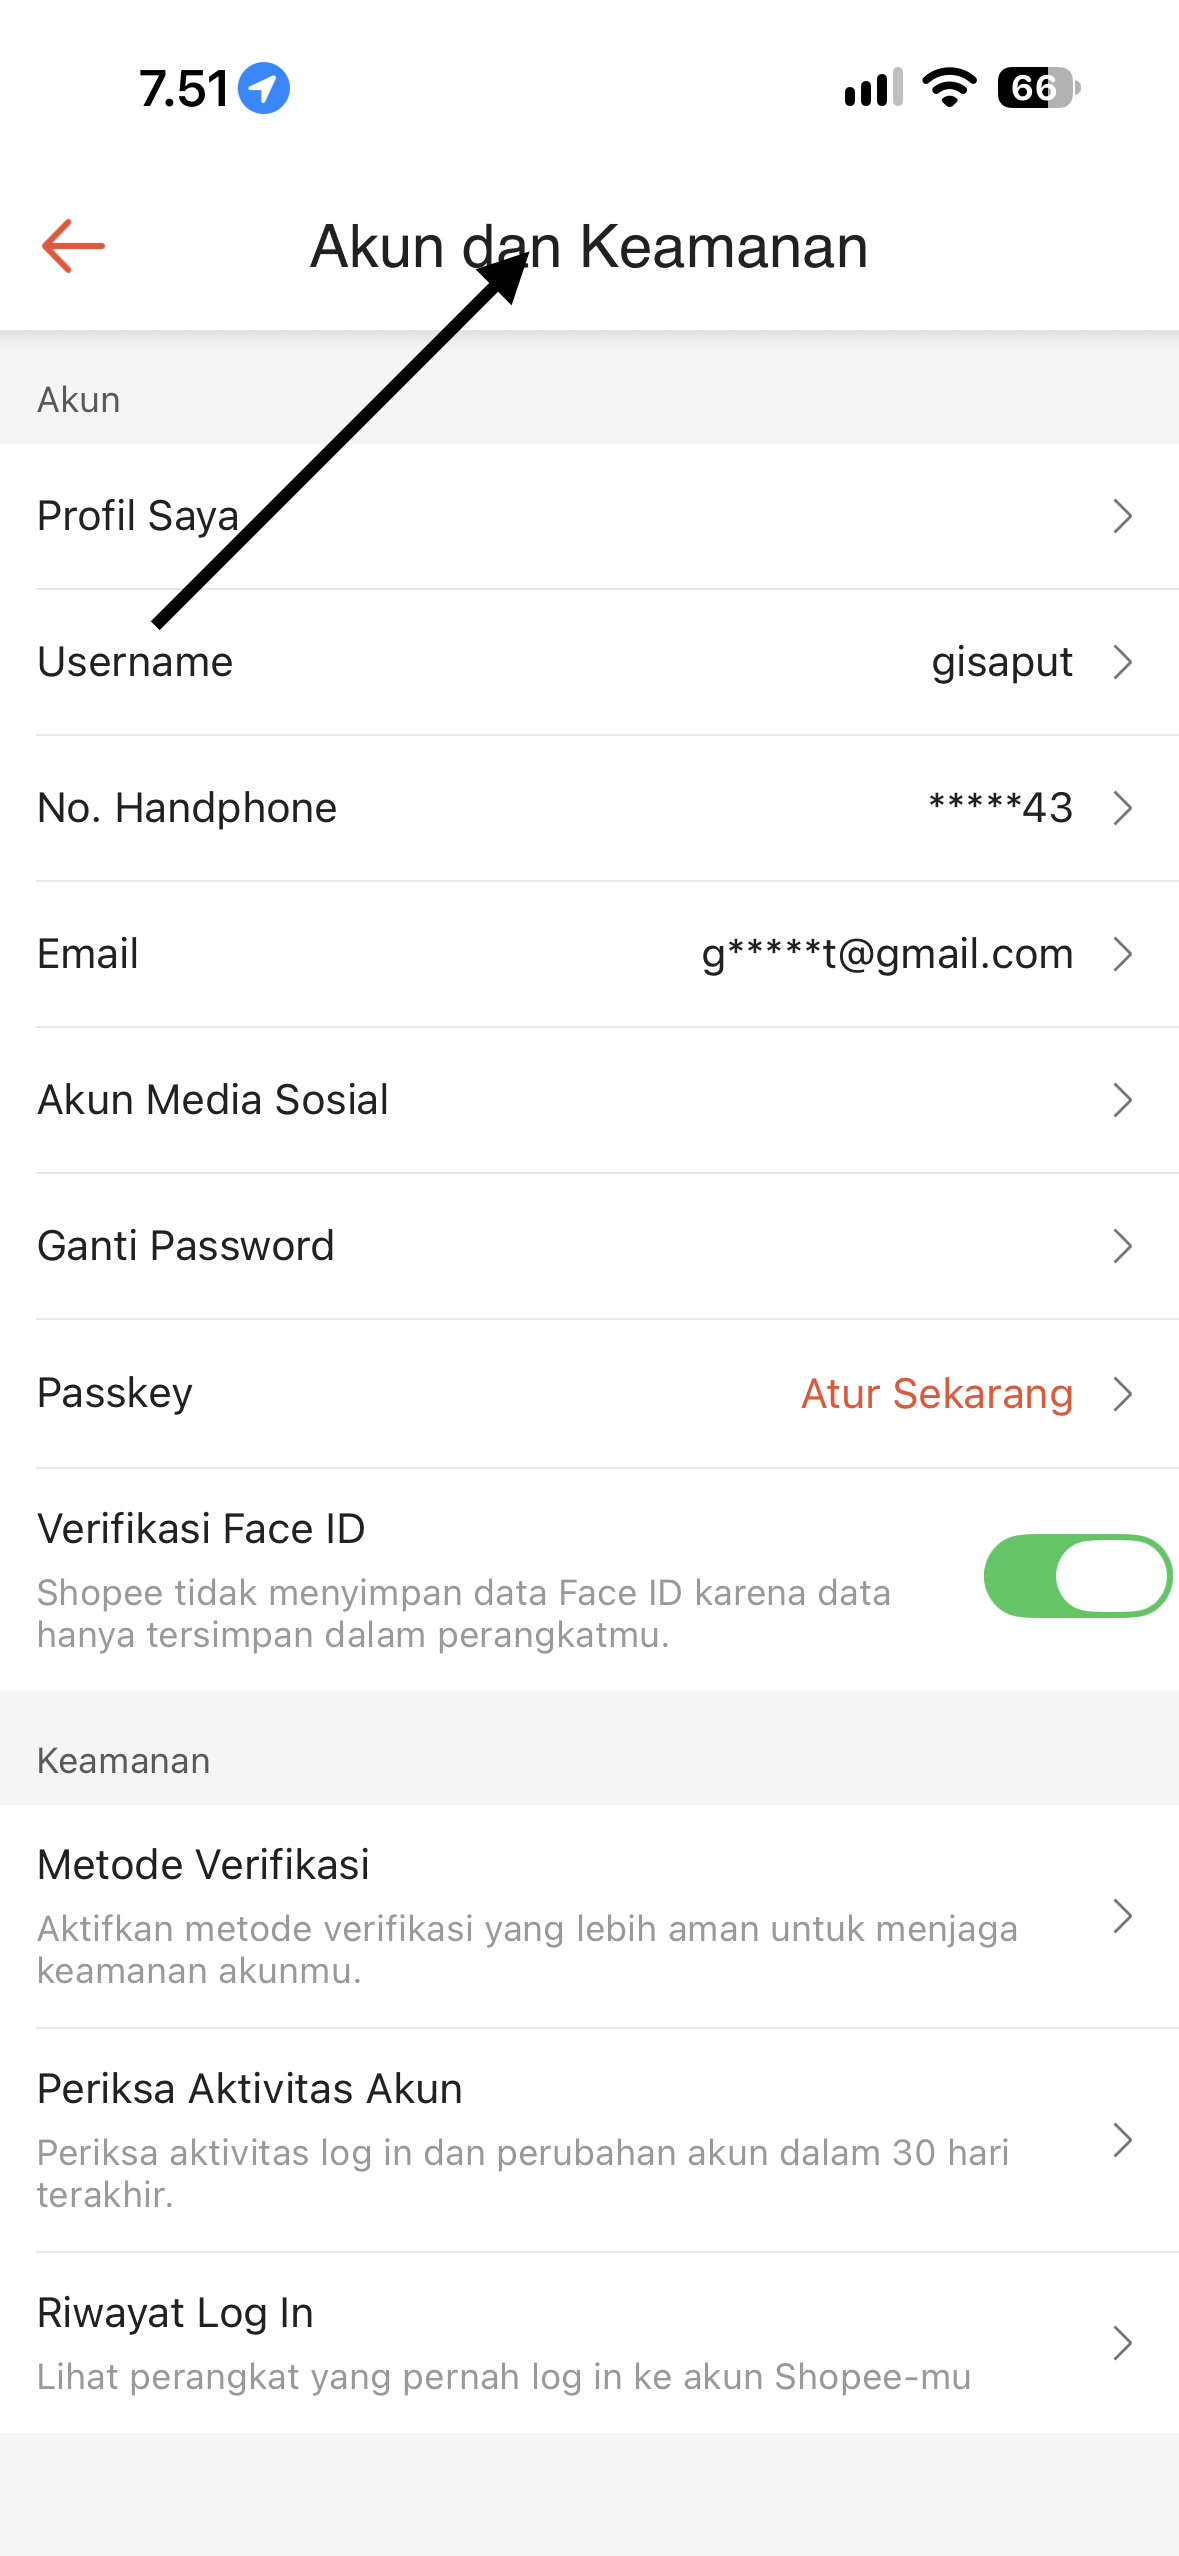 7.51
66
Akun dan Keamanan
Akun
Profil Saya
Username gisaput
No. Handphone *****43
Email g*****t@gmail.com
Akun Media Sosial
Ganti Password
Passkey Atur Sekarang
Verifikasi Face ID
Shopee tidak menyimpan data Face ID karena data
hanya tersimpan dalam perangkatmu.
Keamanan
Metode Verifikasi
Aktifkan metode verifikasi yang lebih aman untuk menjaga
keamanan akunmu.
Periksa Aktivitas Akun
Periksa aktivitas log in dan perubahan akun dalam 30 hari
terakhir.
Riwayat Log In
Lihat perangkat yang pernah log in ke akun Shopee-mu